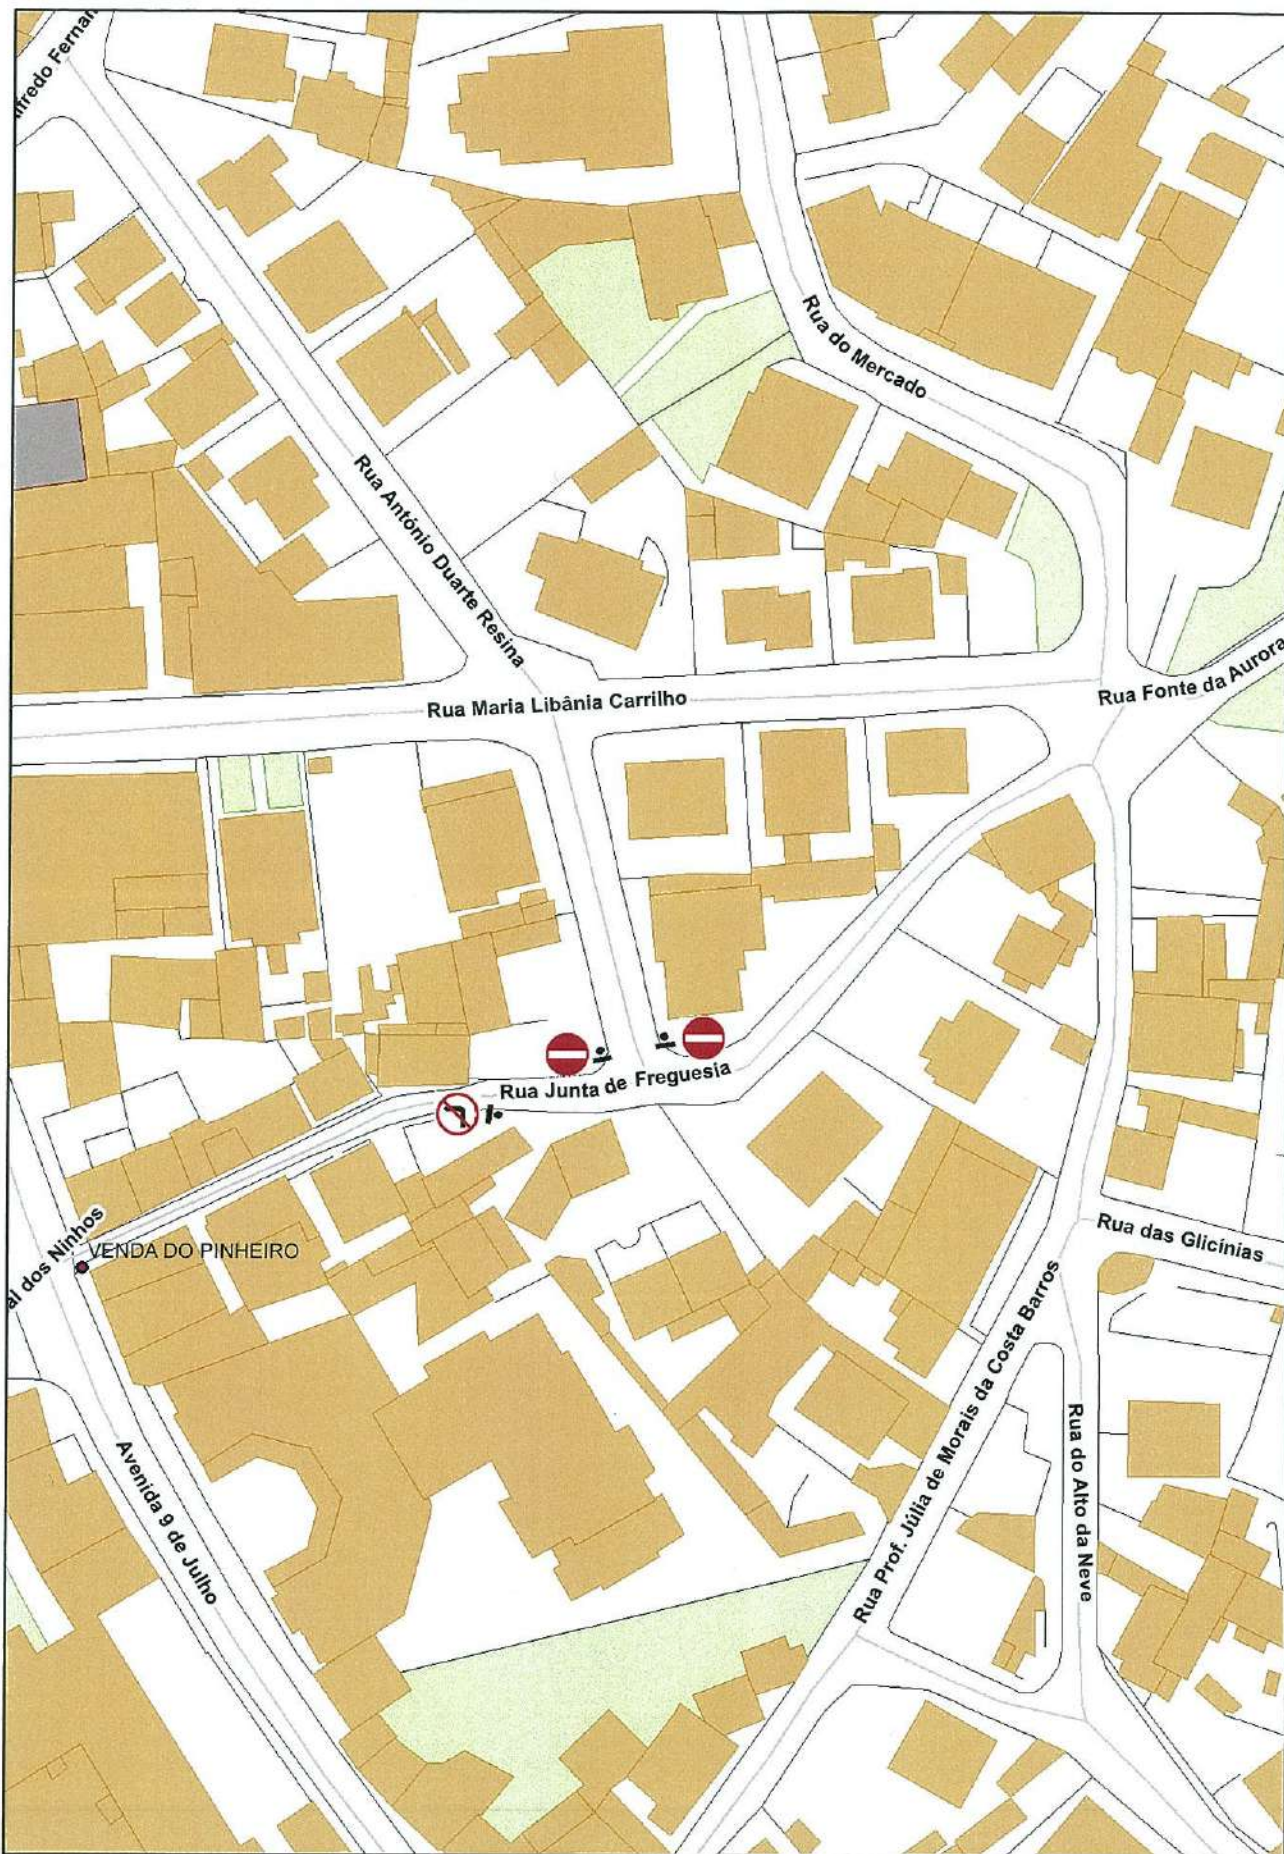 Rua do Mercado
Rua António Duarte Resina
Rua Maria Libânia Carrilho
Rua Fonte da Aurora
Rua Junta de Freguesia
VENDA DO PINHEIRO
al dos Ninhos
Rua das Glicínias
Rua Prof. Júlia de Morais da Costa Barros
Rua do Alto da Neve
Avenida 9 de Julho